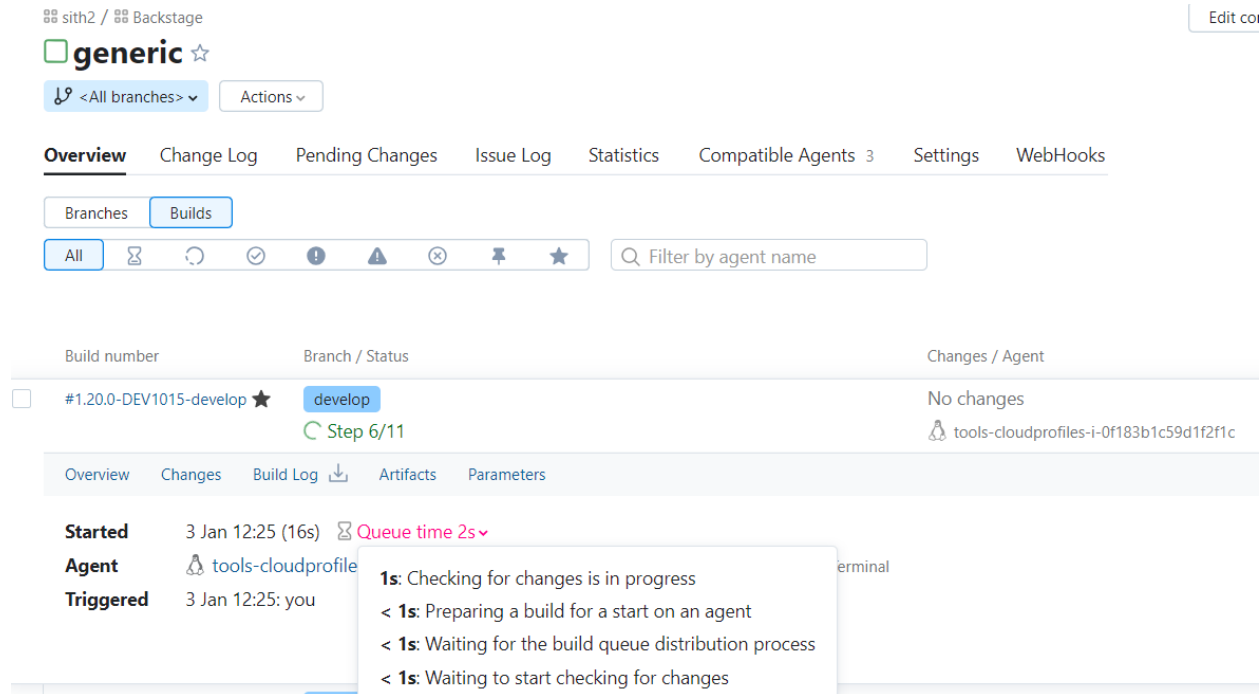 sith2 / Backstage
Edit co
generic
<All branches> Actions
Overview Change Log Pending Changes Issue Log Statistics Compatible Agents 3 Settings WebHooks
Branches Builds
All Filter by agent name
Build number Branch / Status Changes / Agent
#1.20.0-DEV1015-develop develop No changes
Step 6/11 tools-cloudprofiles-i-0f183b1c59d1f2f1c
Overview Changes Build Log Artifacts Parameters
Started 3 Jan 12:25 (16s) Queue time 2s
Agent tools-cloudprofile erminal
Triggered 3 Jan 12:25: you
1s: Checking for changes is in progress
< 1s: Preparing a build for a start on an agent
< 1s: Waiting for the build queue distribution process
< 1s: Waiting to start checking for changes